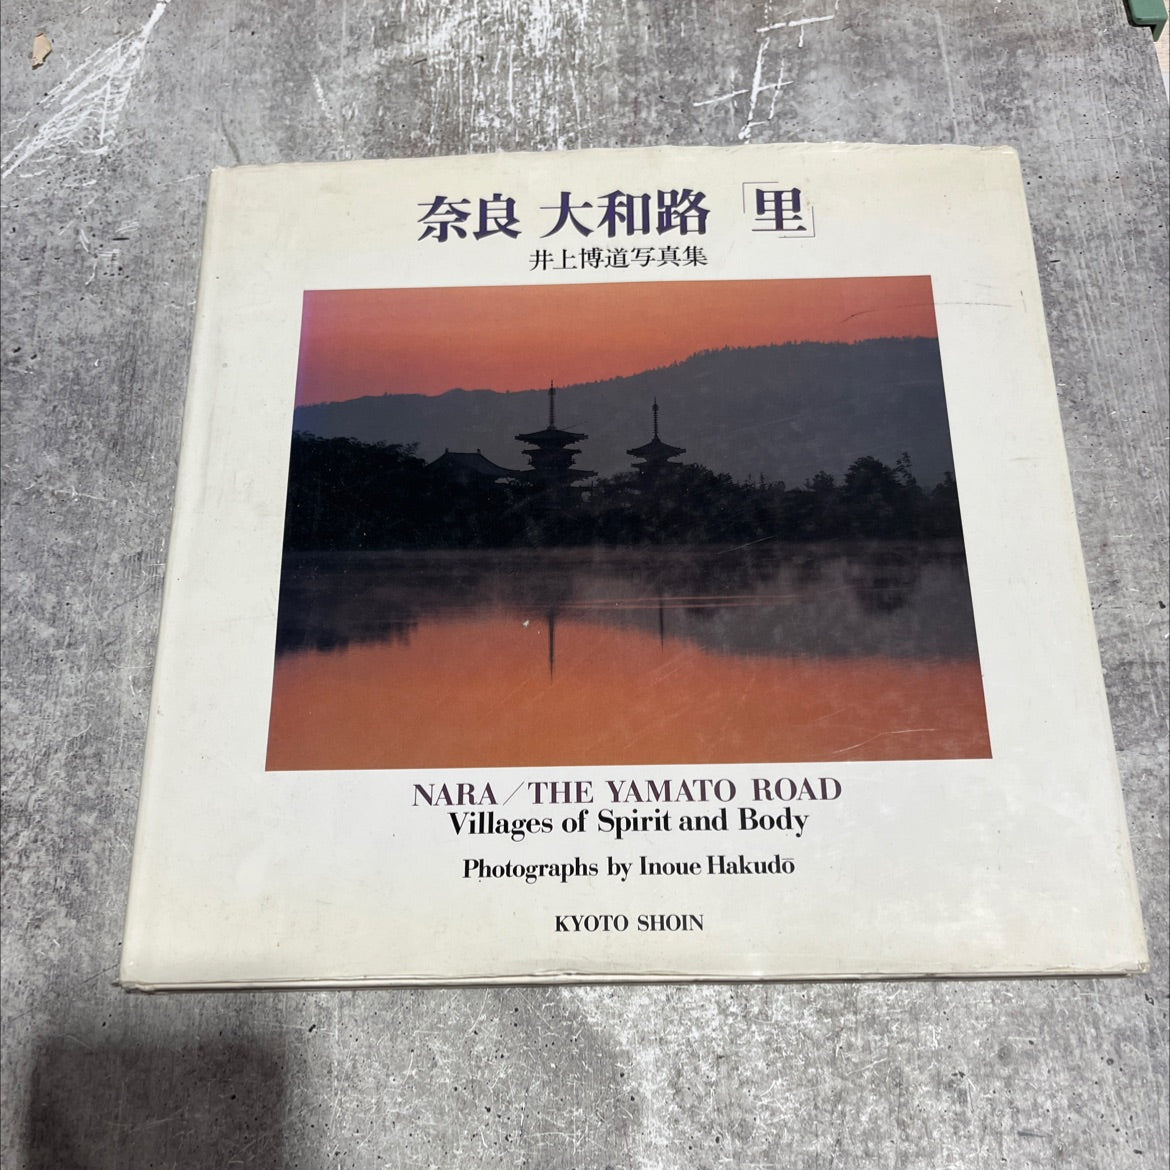 奈良 大和路「里」
井上博道写真集
NARA／THE YAMATO ROAD
Villages of Spirit and Body
Photographs by Inoue Hakudō
KYOTO SHOIN